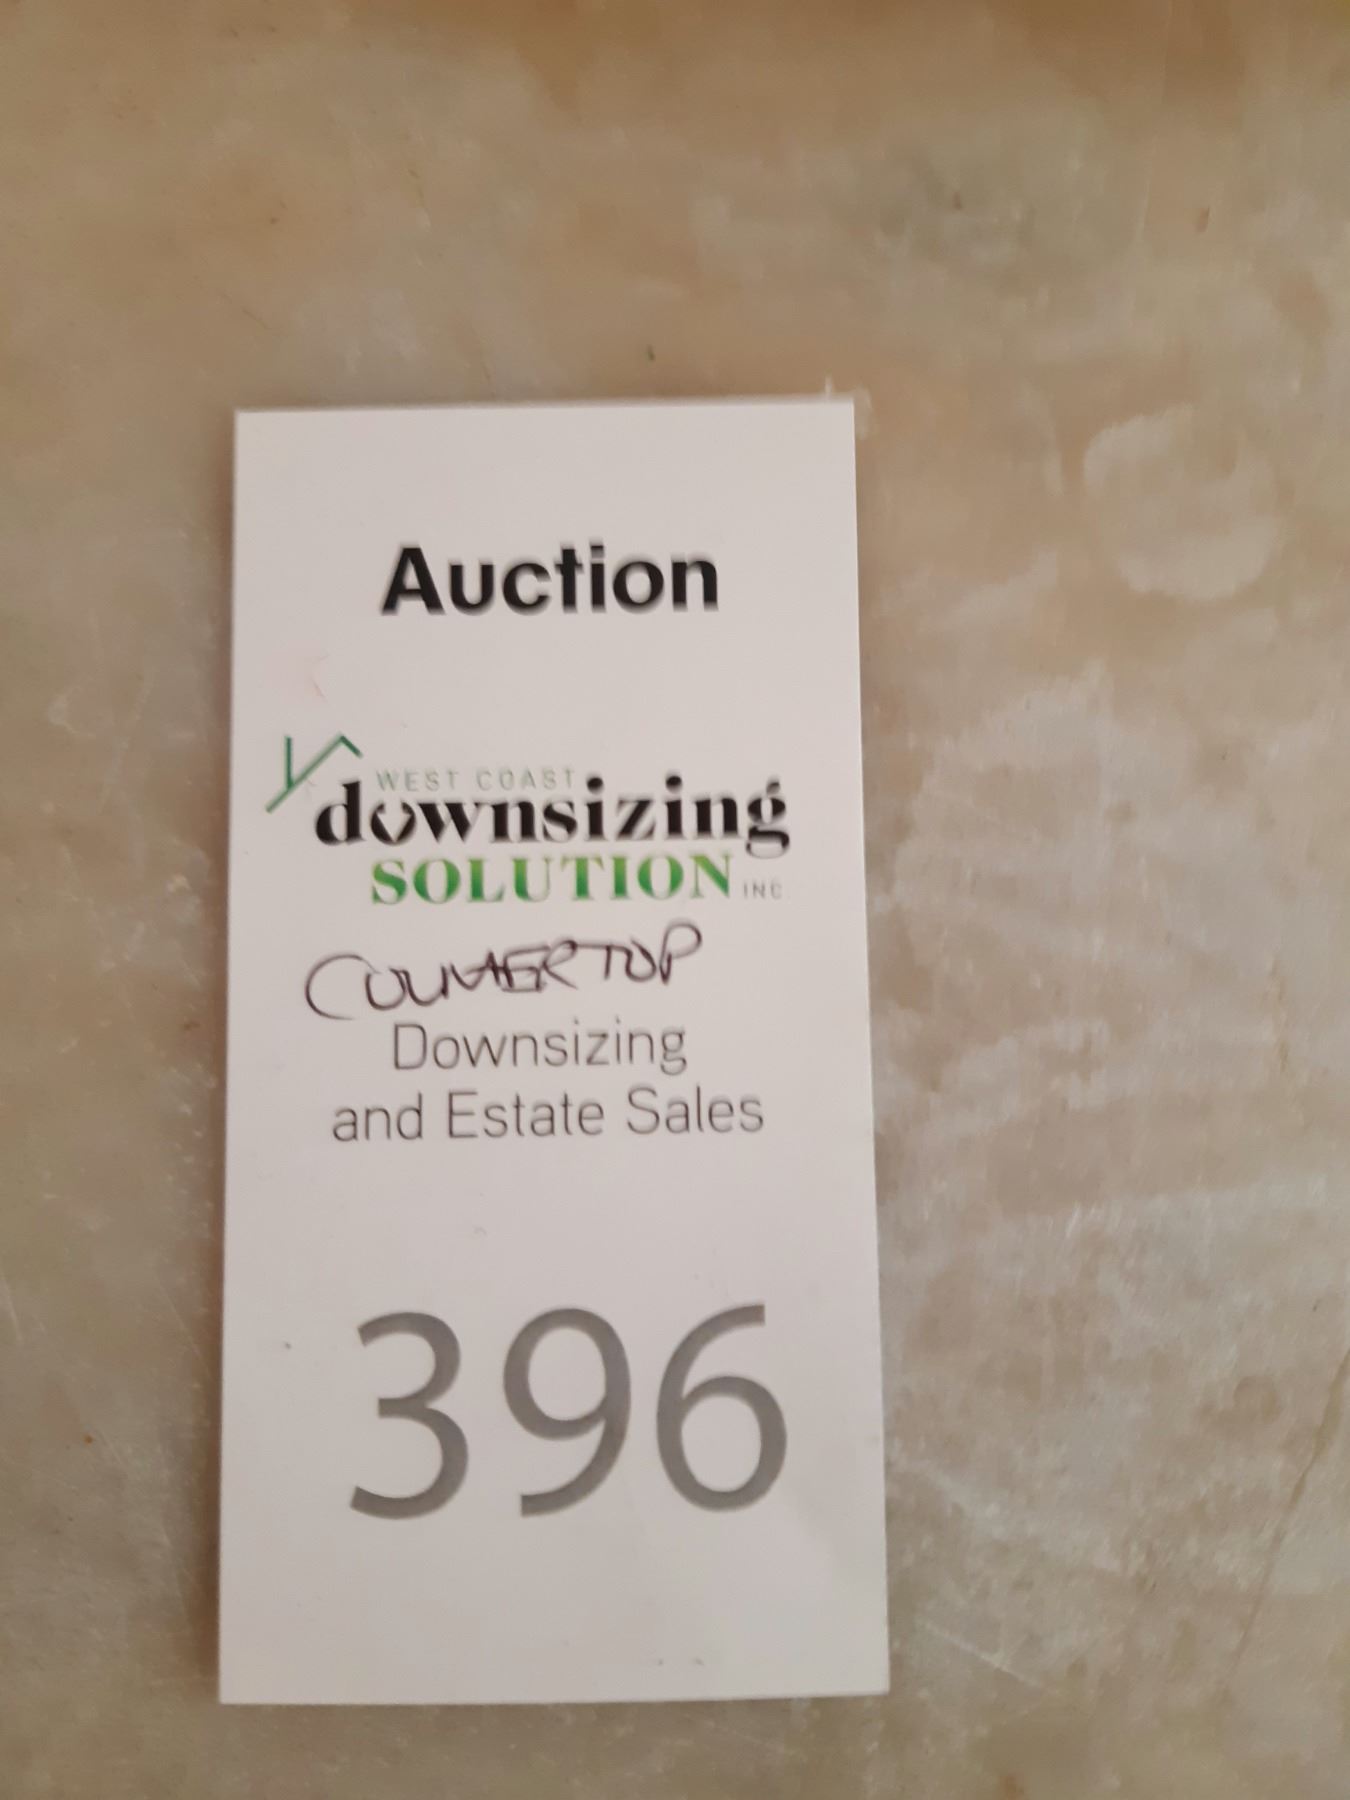 Auction
WEST COAST
downsizing
SOLUTION INC
COUNTERTOP
Downsizing
and Estate Sales
396